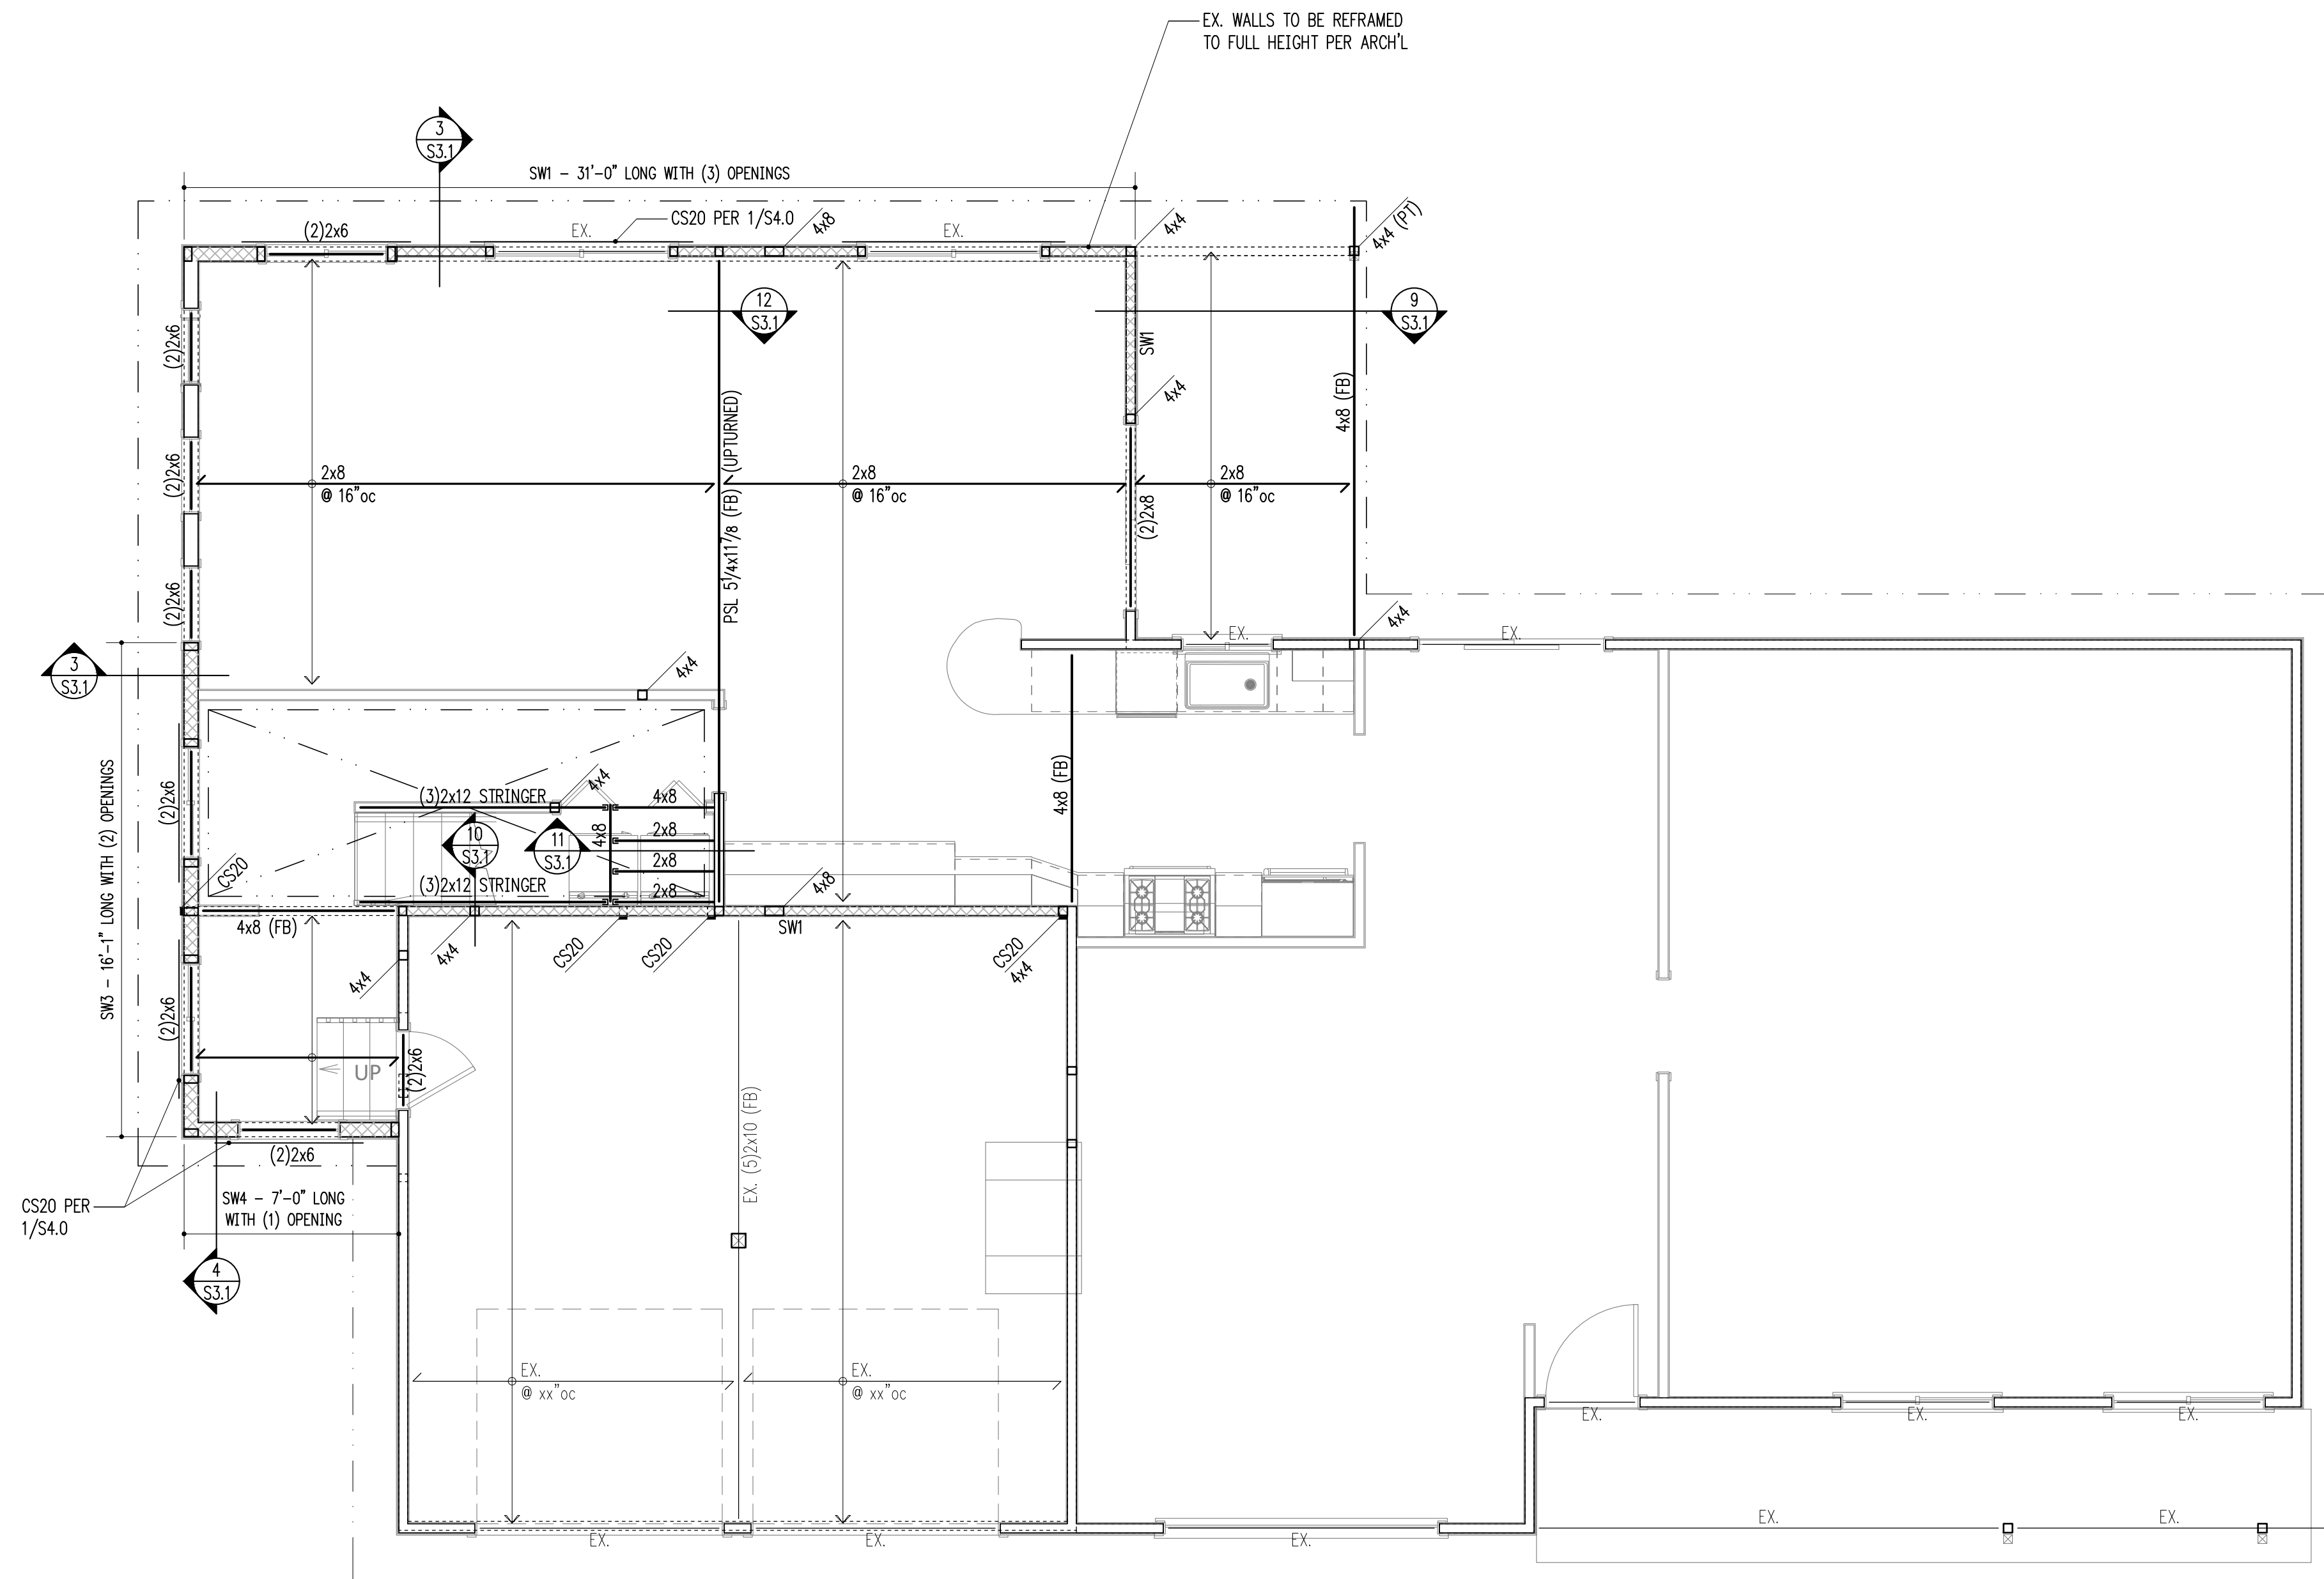 EX. WALLS TO BE REFRAMED
TO FULL HEIGHT PER ARCH'L
3
S3.1
SW1 - 31'-0" LONG WITH (3) OPENINGS
CS20 PER 1/S4.0
(2)2x6
EX.
4x8
EX.
4x4
4x4 (PT)
12
S3.1
9
S3.1
(2)2x6
SW1
4x4
4x8 (FB)
PSL 5 1/4x11 7/8 (FB) (UPTURNED)
(2)2x6
2x8
@ 16"oc
2x8
@ 16"oc
2x8
@ 16"oc
(2)2x8
(2)2x6
EX.
4x4
EX.
3
S3.1
4x4
SW3 - 16'-1" LONG WITH (2) OPENINGS
(2)2x6
4x4
(3)2x12 STRINGER
4x8
4x8 (FB)
10
S3.1
11
S3.1
4x8
2x8
2x8
2x8
CS20
(3)2x12 STRINGER
4x8
4x8 (FB)
SW1
4x4
CS20
CS20
CS20
4x4
4x4
(2)2x6
UP
(2)2x6
EX. (5)2x10 (FB)
(2)2x6
CS20 PER
1/S4.0
SW4 - 7'-0" LONG
WITH (1) OPENING
4
S3.1
EX.
@ xx"oc
EX.
@ xx"oc
EX.
EX.
EX.
EX.
EX.
EX.
EX.
EX.